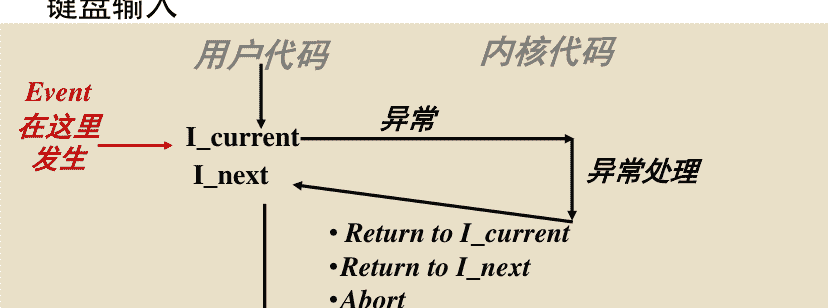 键盘输入
用户代码
内核代码
Event
在这里
发生
I_current
异常
I_next
异常处理
• Return to I_current
•Return to I_next
•Abort